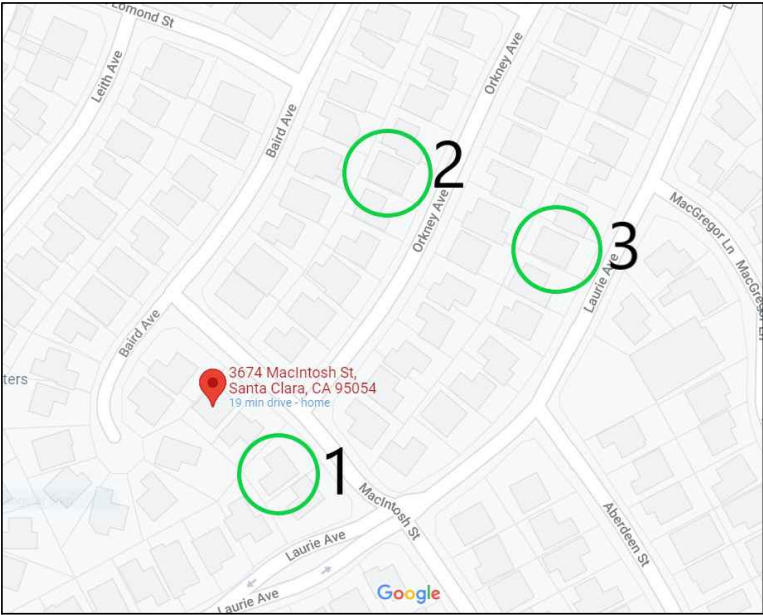 Lomond St
Leith Ave
Baird Ave
Orkney Ave
2
Orkney Ave
3
MacGregor Ln
Laurie Ave
Baird Ave
3674 MacIntosh St,
Santa Clara, CA 95054
19 min drive - home
ters
1
MacIntosh St
Laurie Ave
Aberdeen St
Laurie Ave
Google